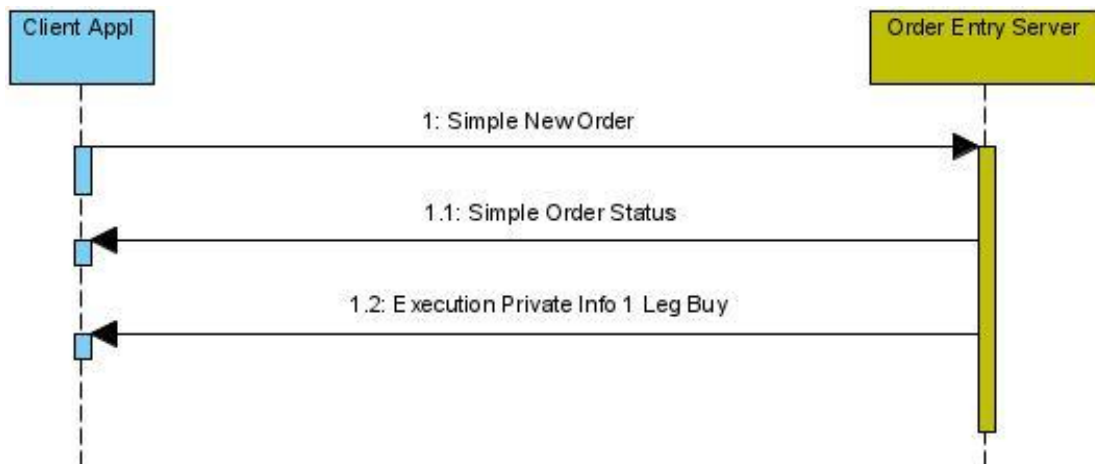 Client Appl
Order Entry Server
1: Simple New Order
1.1: Simple Order Status
1.2: Execution Private Info 1 Leg Buy